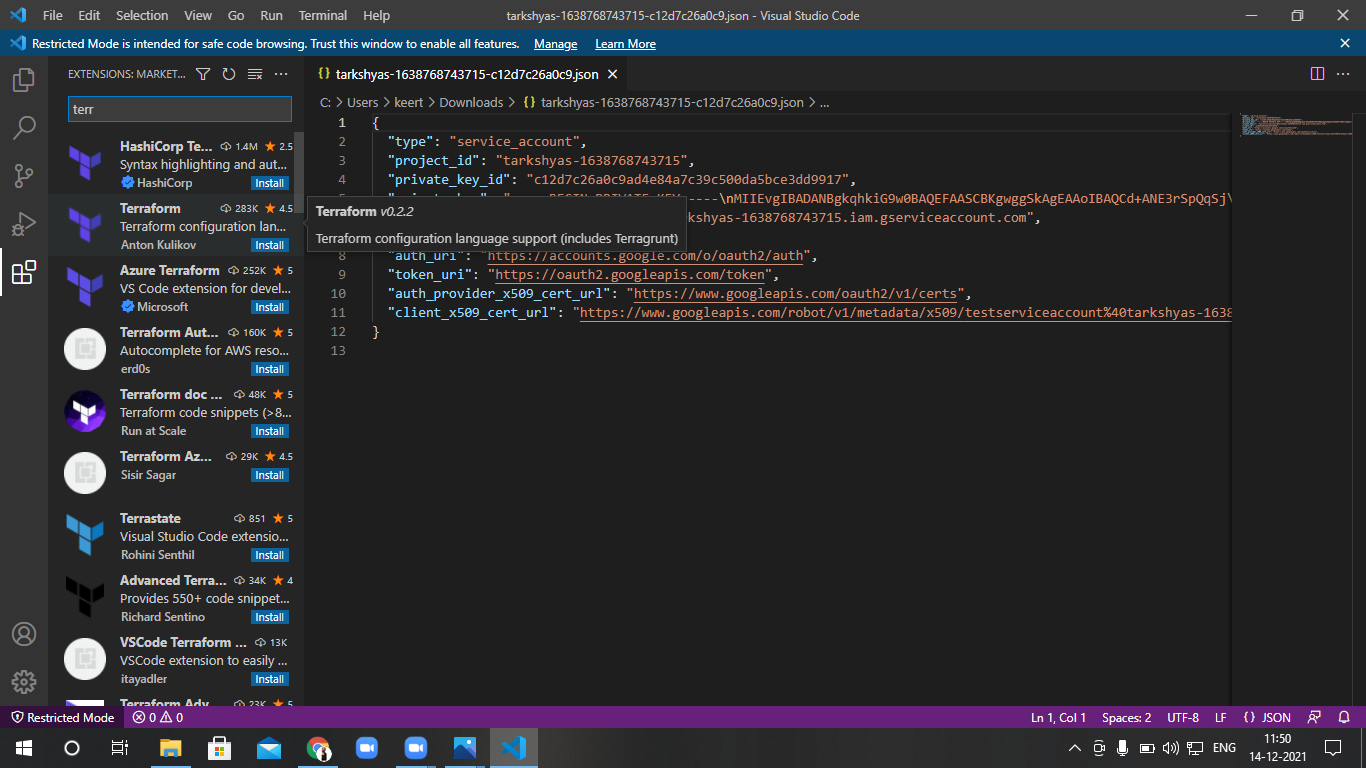 File Edit Selection View Go Run Terminal Help
tarkshyas-1638768743715-c12d7c26a0c9.json - Visual Studio Code
Restricted Mode is intended for safe code browsing. Trust this window to enable all features. Manage Learn More
EXTENSIONS: MARKET...
terr
HashiCorp Te... 1.4M 2.5
Syntax highlighting and aut...
HashiCorp Install
Terraform 283K 4.5
Terraform configuration lan...
Anton Kulikov Install
Azure Terraform 252K 5
VS Code extension for devel...
Microsoft Install
Terraform Aut... 160K 5
Autocomplete for AWS reso...
erd0s Install
Terraform doc ... 48K 5
Terraform code snippets (>8...
Run at Scale Install
Terraform Az... 29K 4.5
Sisir Sagar Install
Terrastate 851 5
Visual Studio Code extensio...
Rohini Senthil Install
Advanced Terra... 34K 4
Provides 550+ code snippet...
Richard Sentino Install
VSCode Terraform ... 13K
VSCode extension to easily ...
itayadler Install
Terraform Adv... 23K 5
{} tarkshyas-1638768743715-c12d7c26a0c9.json
C: > Users > keert > Downloads > {} tarkshyas-1638768743715-c12d7c26a0c9.json > ...
1 {
2 "type": "service_account",
3 "project_id": "tarkshyas-1638768743715",
4 "private_key_id": "c12d7c26a0c9ad4e84a7c39c500da5bce3dd9917",
----\nMIIEvgIBADANBgkqhkiG9w0BAQEFAASCBKgwggSkAgEAAoIBAQCd+ANE3rSpQqSj\
kshyas-1638768743715.iam.gserviceaccount.com",
Terraform v0.2.2
Terraform configuration language support (includes Terragrunt)
8 "auth_uri": "https://accounts.google.com/o/oauth2/auth",
9 "token_uri": "https://oauth2.googleapis.com/token",
10 "auth_provider_x509_cert_url": "https://www.googleapis.com/oauth2/v1/certs",
11 "client_x509_cert_url": "https://www.googleapis.com/robot/v1/metadata/x509/testserviceaccount%40tarkshyas-1638
12 }
13
Restricted Mode 0 0
Ln 1, Col 1 Spaces: 2 UTF-8 LF {} JSON
ENG
11:50
14-12-2021